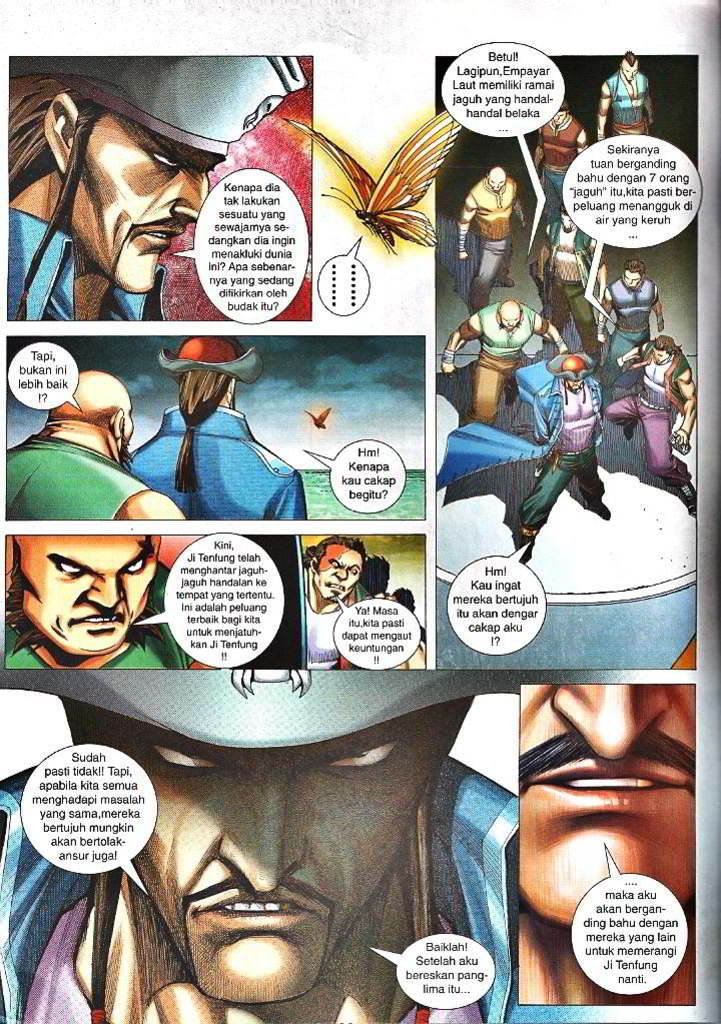 Kenapa dia
tak lakukan
sesuatu yang
sewajarnya se-
dangkan dia ingin
menakluki dunia
ini? Apa sebenar-
nya yang sedang
difikirkan oleh
budak itu?
Tapi,
bukan ini
lebih baik
!?
Hm!
Kenapa
kau cakap
begitu?
Kini,
Ji Tenfung telah
menghantar jaguh-
jaguh handalan ke
tempat yang tertentu.
Ini adalah peluang
terbaik bagi kita
untuk menjatuh-
kan Ji Tenfung
!!
Ya! Masa
itu,kita pasti
dapat mengaut
keuntungan
!!
Betul!
Lagipun,Empayar
Laut memiliki ramai
jaguh yang handal-
handal belaka
...
Sekiranya
tuan berganding
bahu dengan 7 orang
"jaguh" itu,kita pasti ber-
peluang menangguk di
air yang keruh
...
Hm!
Kau ingat
mereka bertujuh
itu akan dengar
cakap aku
!?
Sudah
pasti tidak!! Tapi,
apabila kita semua
menghadapi masalah
yang sama,mereka
bertujuh mungkin
akan bertolak-
ansur juga!
Baiklah!
Setelah aku
bereskan pang-
lima itu...
....
maka aku
akan bergan-
ding bahu dengan
mereka yang lain
untuk memerangi
Ji Tenfung
nanti.